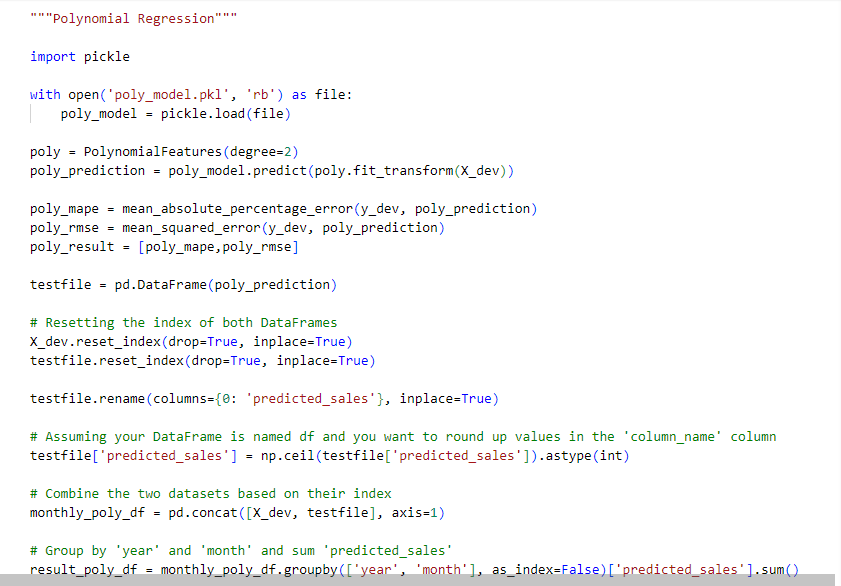 """Polynomial Regression"""
import pickle
with open('poly_model.pkl', 'rb') as file:
    poly_model = pickle.load(file)
poly = PolynomialFeatures(degree=2)
poly_prediction = poly_model.predict(poly.fit_transform(X_dev))
poly_mape = mean_absolute_percentage_error(y_dev, poly_prediction)
poly_rmse = mean_squared_error(y_dev, poly_prediction)
poly_result = [poly_mape,poly_rmse]
testfile = pd.DataFrame(poly_prediction)
# Resetting the index of both DataFrames
X_dev.reset_index(drop=True, inplace=True)
testfile.reset_index(drop=True, inplace=True)
testfile.rename(columns={0: 'predicted_sales'}, inplace=True)
# Assuming your DataFrame is named df and you want to round up values in the 'column_name' column
testfile['predicted_sales'] = np.ceil(testfile['predicted_sales']).astype(int)
# Combine the two datasets based on their index
monthly_poly_df = pd.concat([X_dev, testfile], axis=1)
# Group by 'year' and 'month' and sum 'predicted_sales'
result_poly_df = monthly_poly_df.groupby(['year', 'month'], as_index=False)['predicted_sales'].sum()